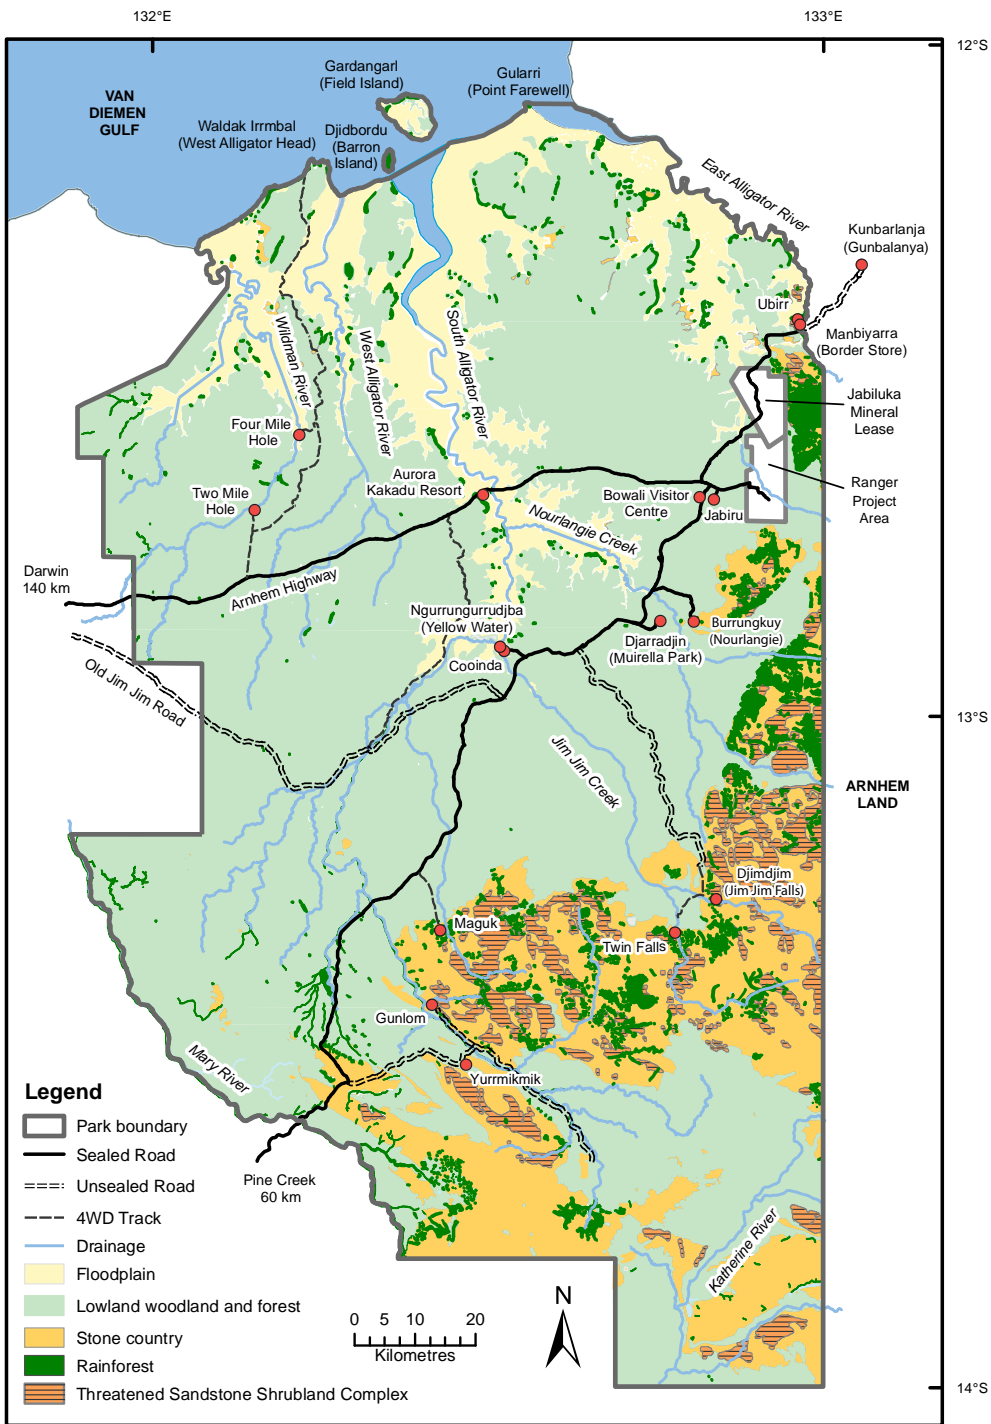 132°E
133°E
12°S
Gardangarl
(Field Island)
Gularri
(Point Farewell)
VAN
DIEMEN
GULF
Waldak Irrmbal
(West Alligator Head)
Djidbordu
(Barron
Island)
East Alligator River
Kunbarlanja
(Gunbalanya)
Ubirr
Manbiyarra
(Border Store)
Wildman River
West Alligator River
South Alligator River
Jabiluka
Mineral
Lease
Four Mile
Hole
Aurora
Kakadu Resort
Two Mile
Hole
Bowali Visitor
Centre
Jabiru
Ranger
Project
Area
Nourlangie Creek
Darwin
140 km
Arnhem Highway
Ngurrungurrudjba
(Yellow Water)
Cooinda
Djarradjin
(Muirella Park)
Burrungkuy
(Nourlangie)
Old Jim Jim Road
13°S
Jim Jim Creek
ARNHEM
LAND
Djimdjim
(Jim Jim Falls)
Maguk
Twin Falls
Gunlom
Mary River
Yurrmikmik
Legend
Park boundary
Sealed Road
Unsealed Road
4WD Track
Drainage
Floodplain
Lowland woodland and forest
Stone country
Rainforest
Threatened Sandstone Shrubland Complex
Pine Creek
60 km
Katherine River
N
0 5 10 20
Kilometres
14°S